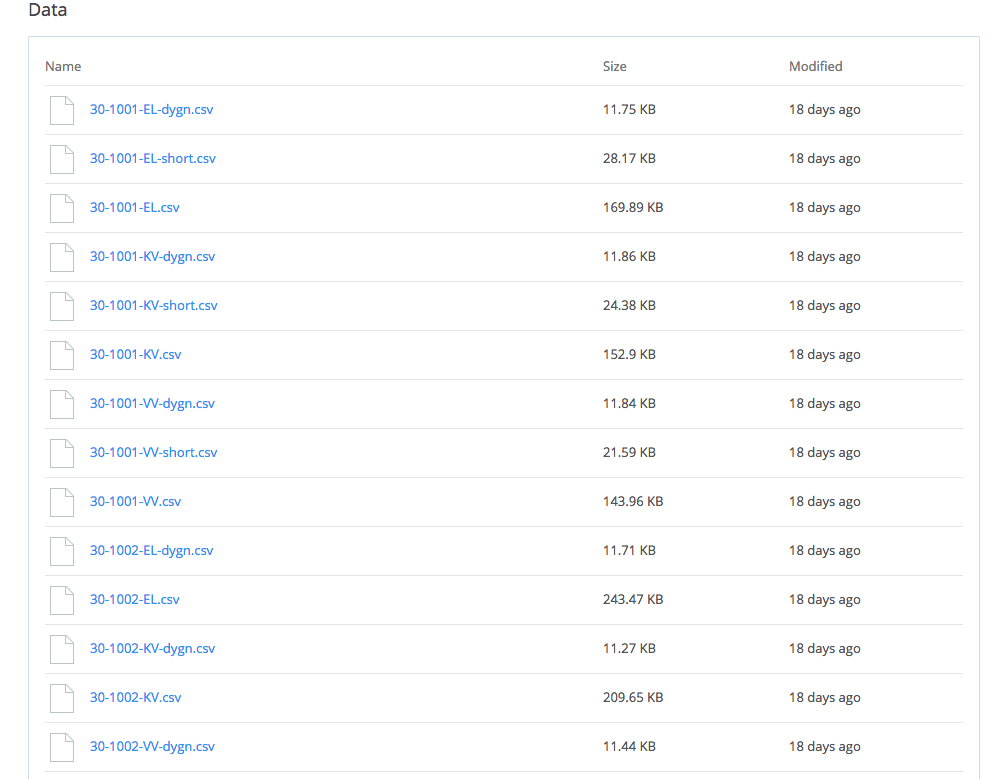 Data
Name Size Modified
30-1001-EL-dygn.csv 11.75 KB 18 days ago
30-1001-EL-short.csv 28.17 KB 18 days ago
30-1001-EL.csv 169.89 KB 18 days ago
30-1001-KV-dygn.csv 11.86 KB 18 days ago
30-1001-KV-short.csv 24.38 KB 18 days ago
30-1001-KV.csv 152.9 KB 18 days ago
30-1001-VV-dygn.csv 11.84 KB 18 days ago
30-1001-VV-short.csv 21.59 KB 18 days ago
30-1001-VV.csv 143.96 KB 18 days ago
30-1002-EL-dygn.csv 11.71 KB 18 days ago
30-1002-EL.csv 243.47 KB 18 days ago
30-1002-KV-dygn.csv 11.27 KB 18 days ago
30-1002-KV.csv 209.65 KB 18 days ago
30-1002-VV-dygn.csv 11.44 KB 18 days ago